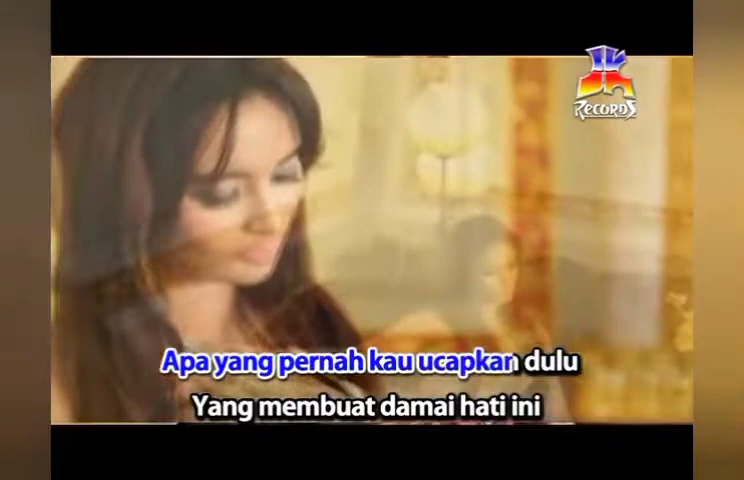 RECORDS
Apa yang pernah kau ucapkan dulu
Yang membuat damai hati ini